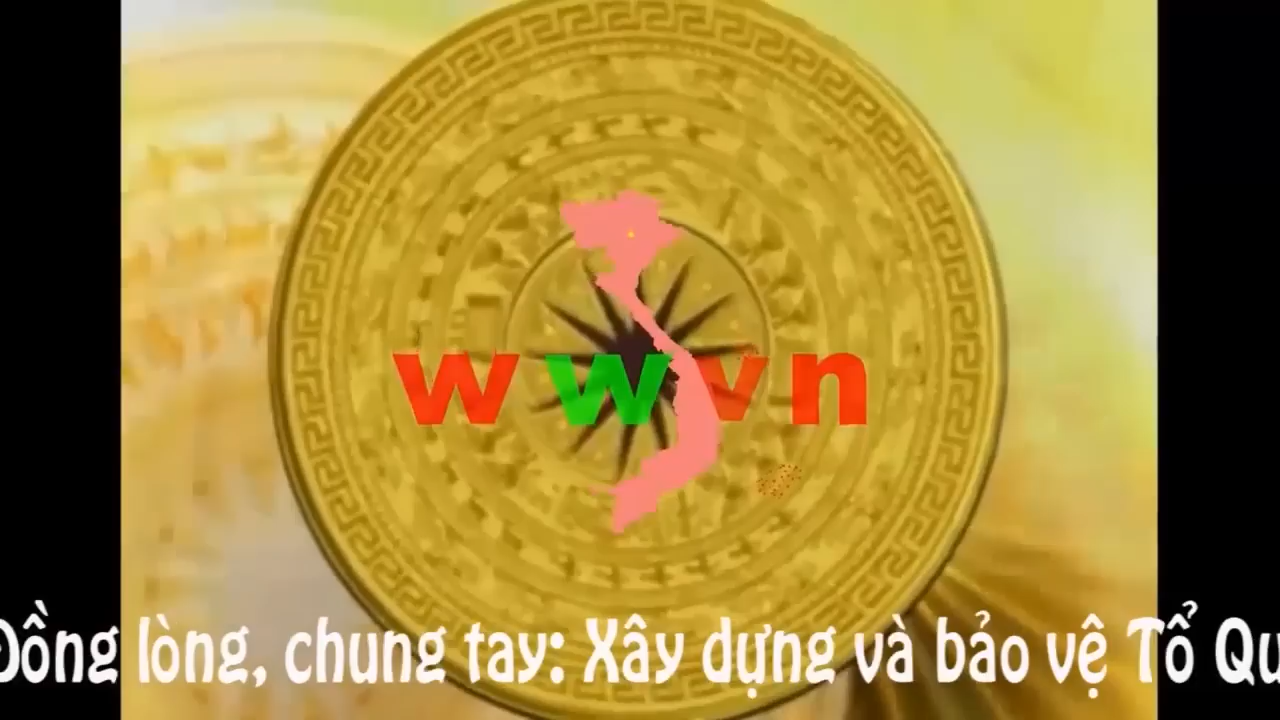 wwvn
Đồng lòng, chung tay: Xây dựng và bảo vệ Tổ